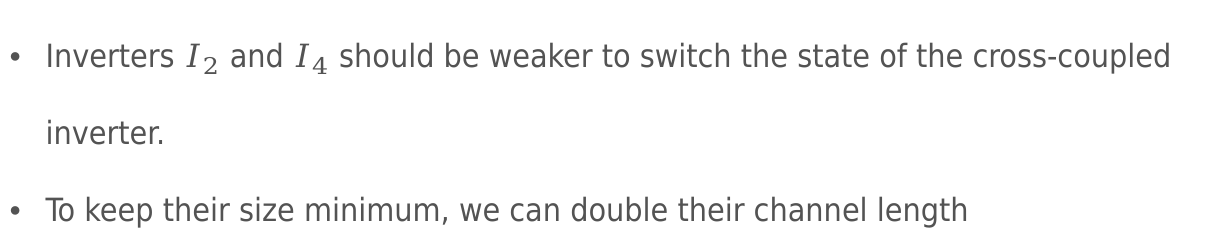 • Inverters I₂ and I₄ should be weaker to switch the state of the cross-coupled
inverter.
• To keep their size minimum, we can double their channel length